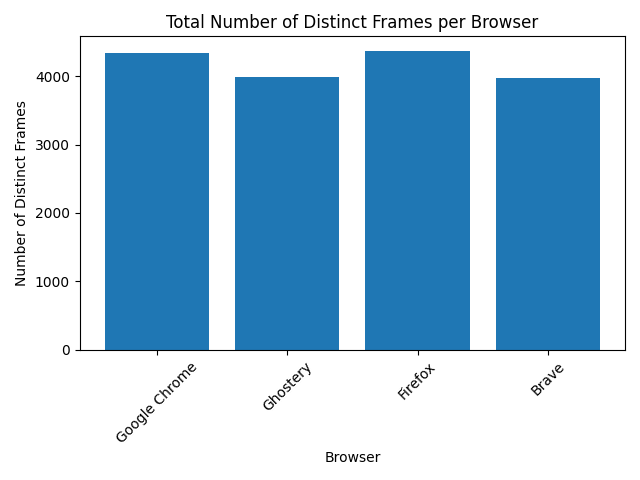 Total Number of Distinct Frames per Browser
Number of Distinct Frames
4000
3000
2000
1000
0
Google Chrome
Ghostery
Firefox
Brave
Browser